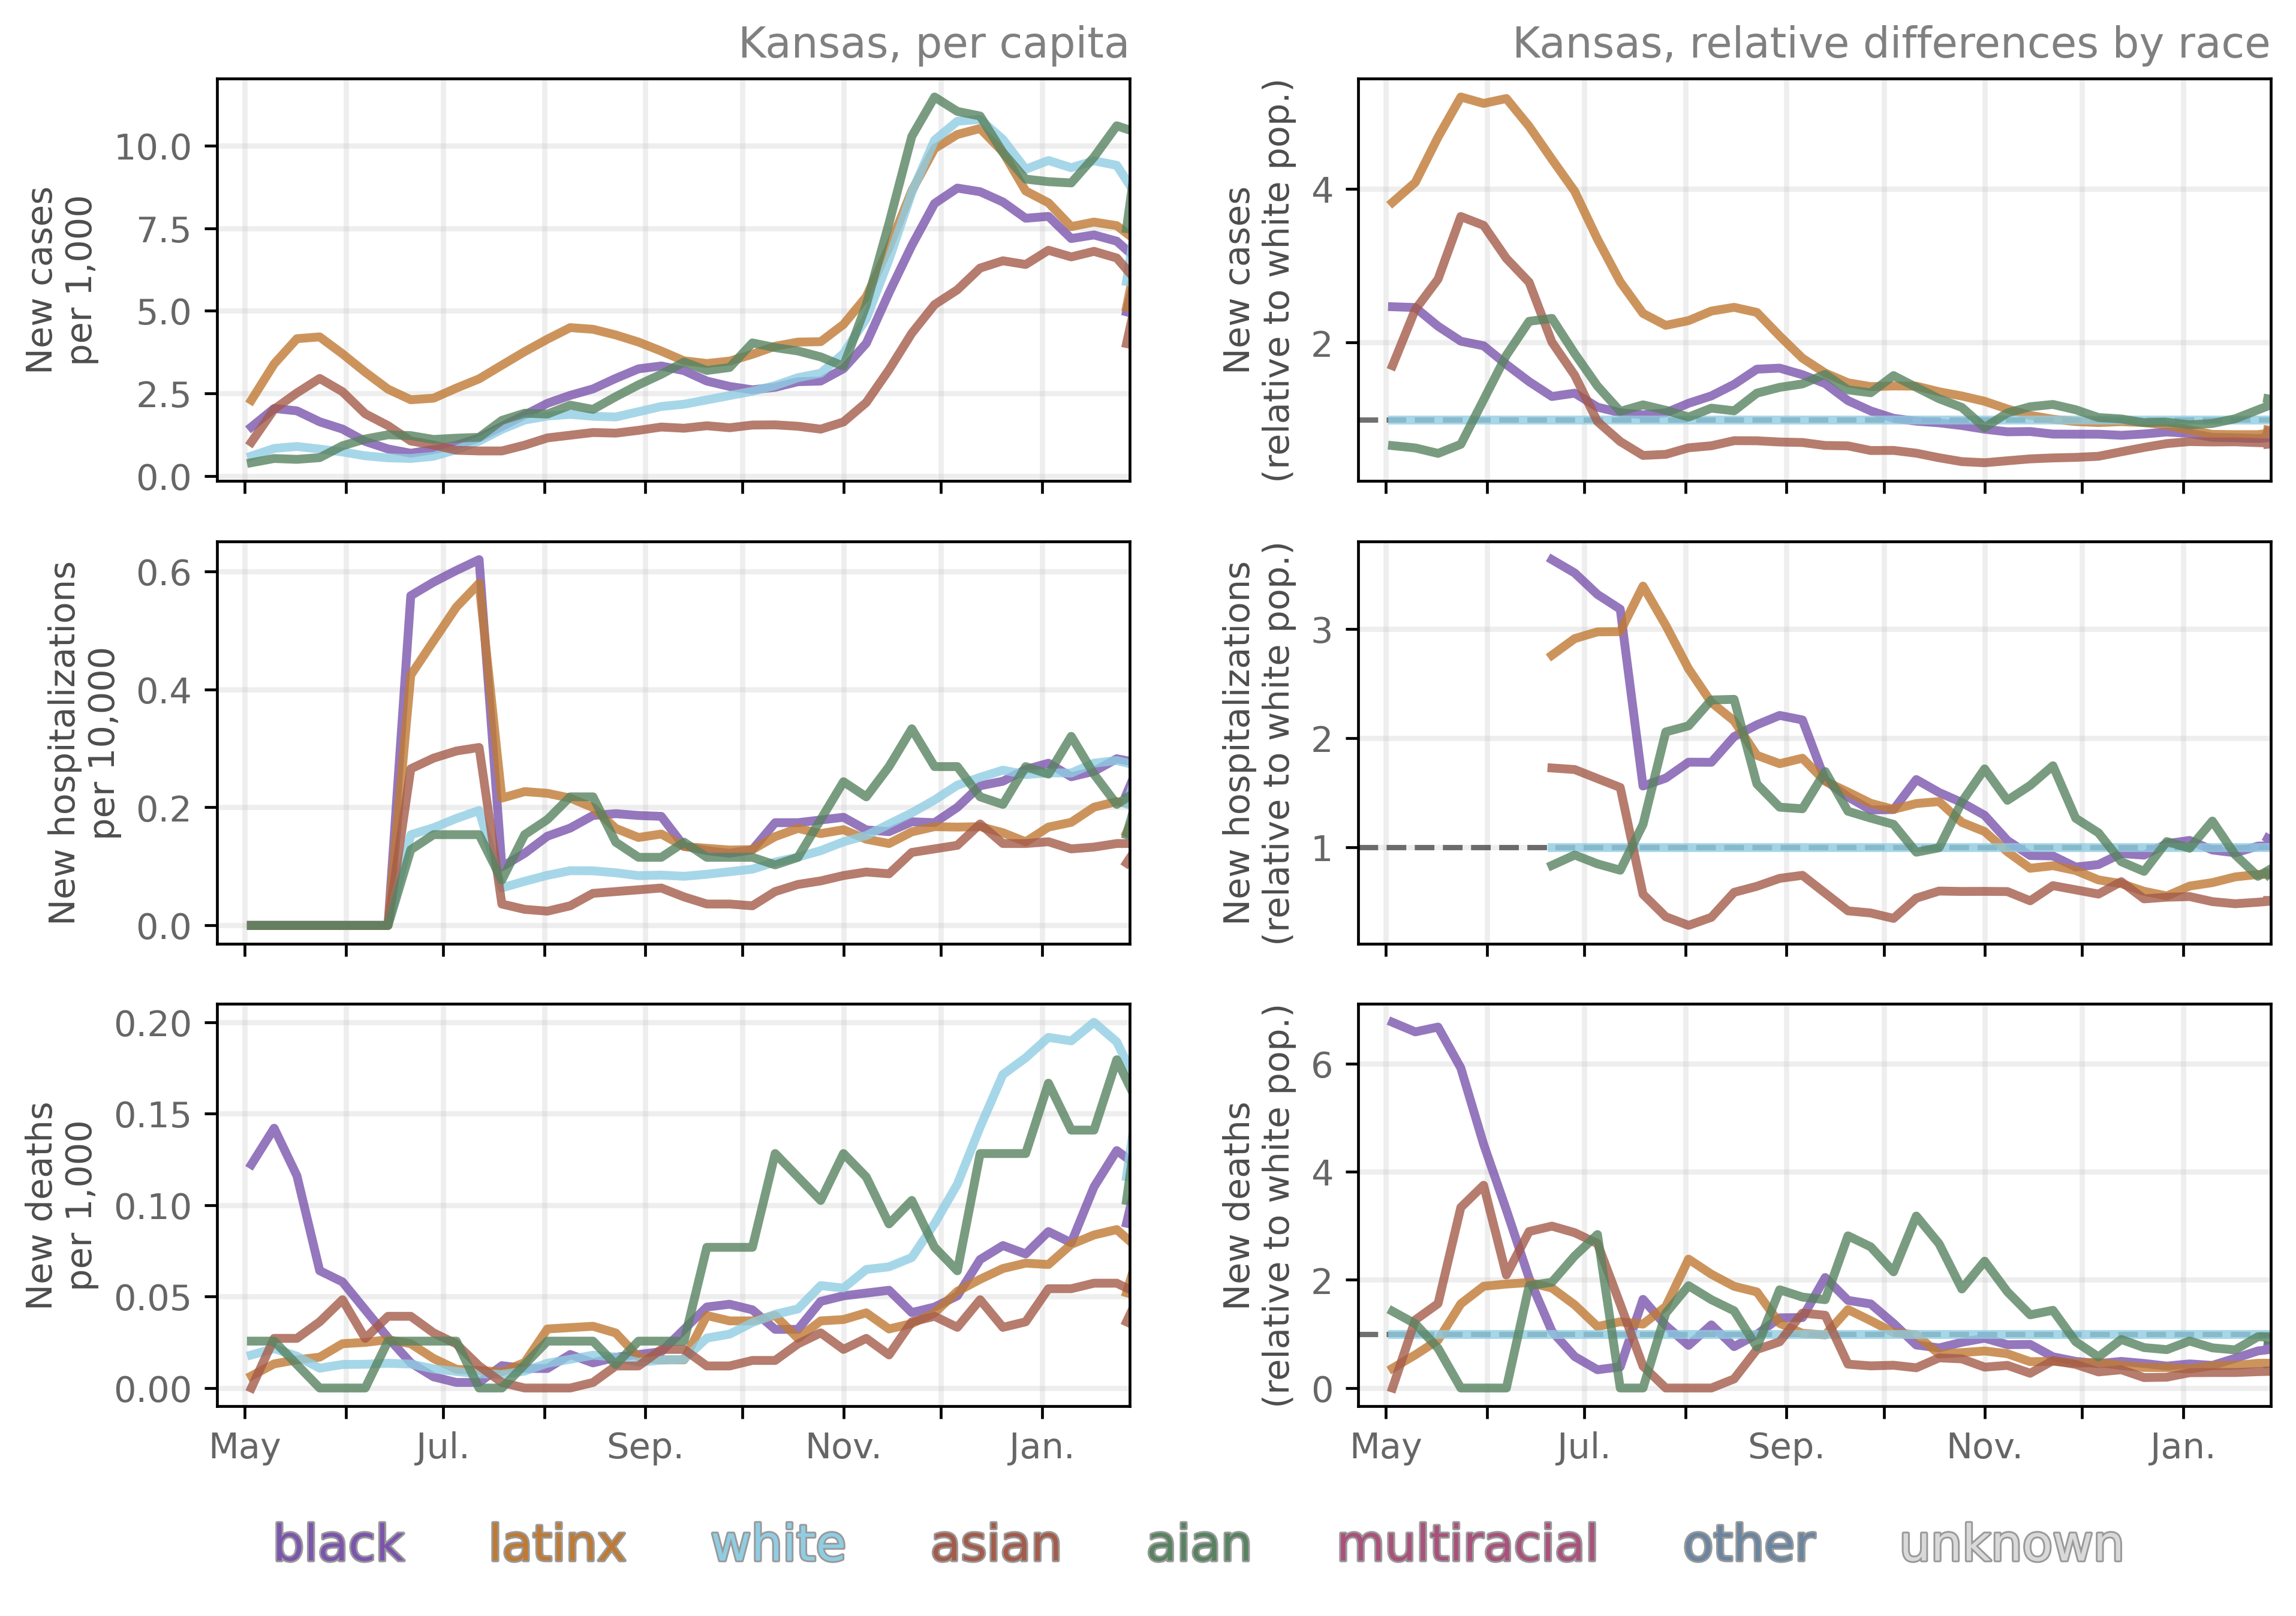 Kansas, per capita
Kansas, relative differences by race
New cases
per 1,000
10.0
7.5
5.0
2.5
0.0
New cases
(relative to white pop.)
4
2
New hospitalizations
per 10,000
0.6
0.4
0.2
0.0
New hospitalizations
(relative to white pop.)
3
2
1
New deaths
per 1,000
0.20
0.15
0.10
0.05
0.00
May Jul. Sep. Nov. Jan.
New deaths
(relative to white pop.)
6
4
2
0
May Jul. Sep. Nov. Jan.
black latinx white asian aian multiracial other unknown